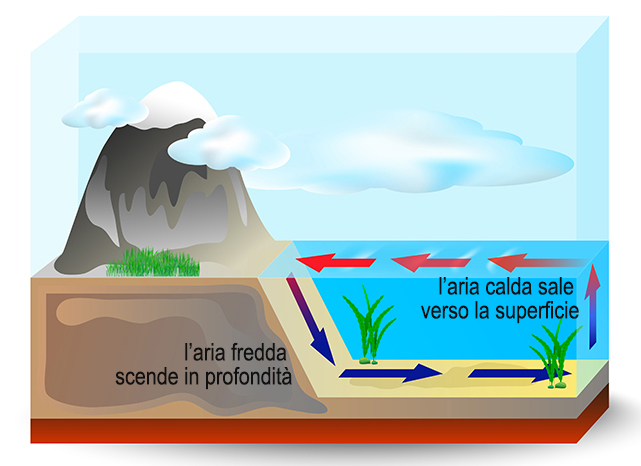 l'aria calda sale
verso la superficie
l'aria fredda
scende in profondità